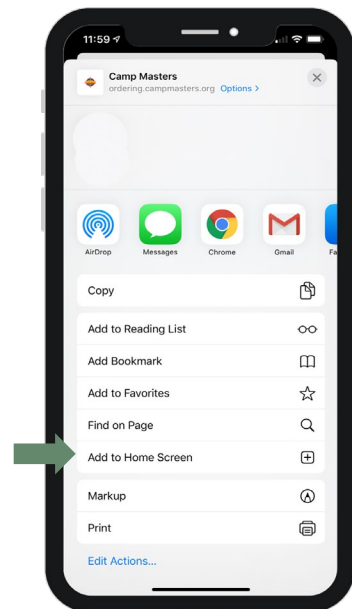 11:59
Camp Masters
ordering.campmasters.org Options >
AirDrop Messages Chrome Gmail Fa
Copy
Add to Reading List
Add Bookmark
Add to Favorites
Find on Page
Add to Home Screen
Markup
Print
Edit Actions...